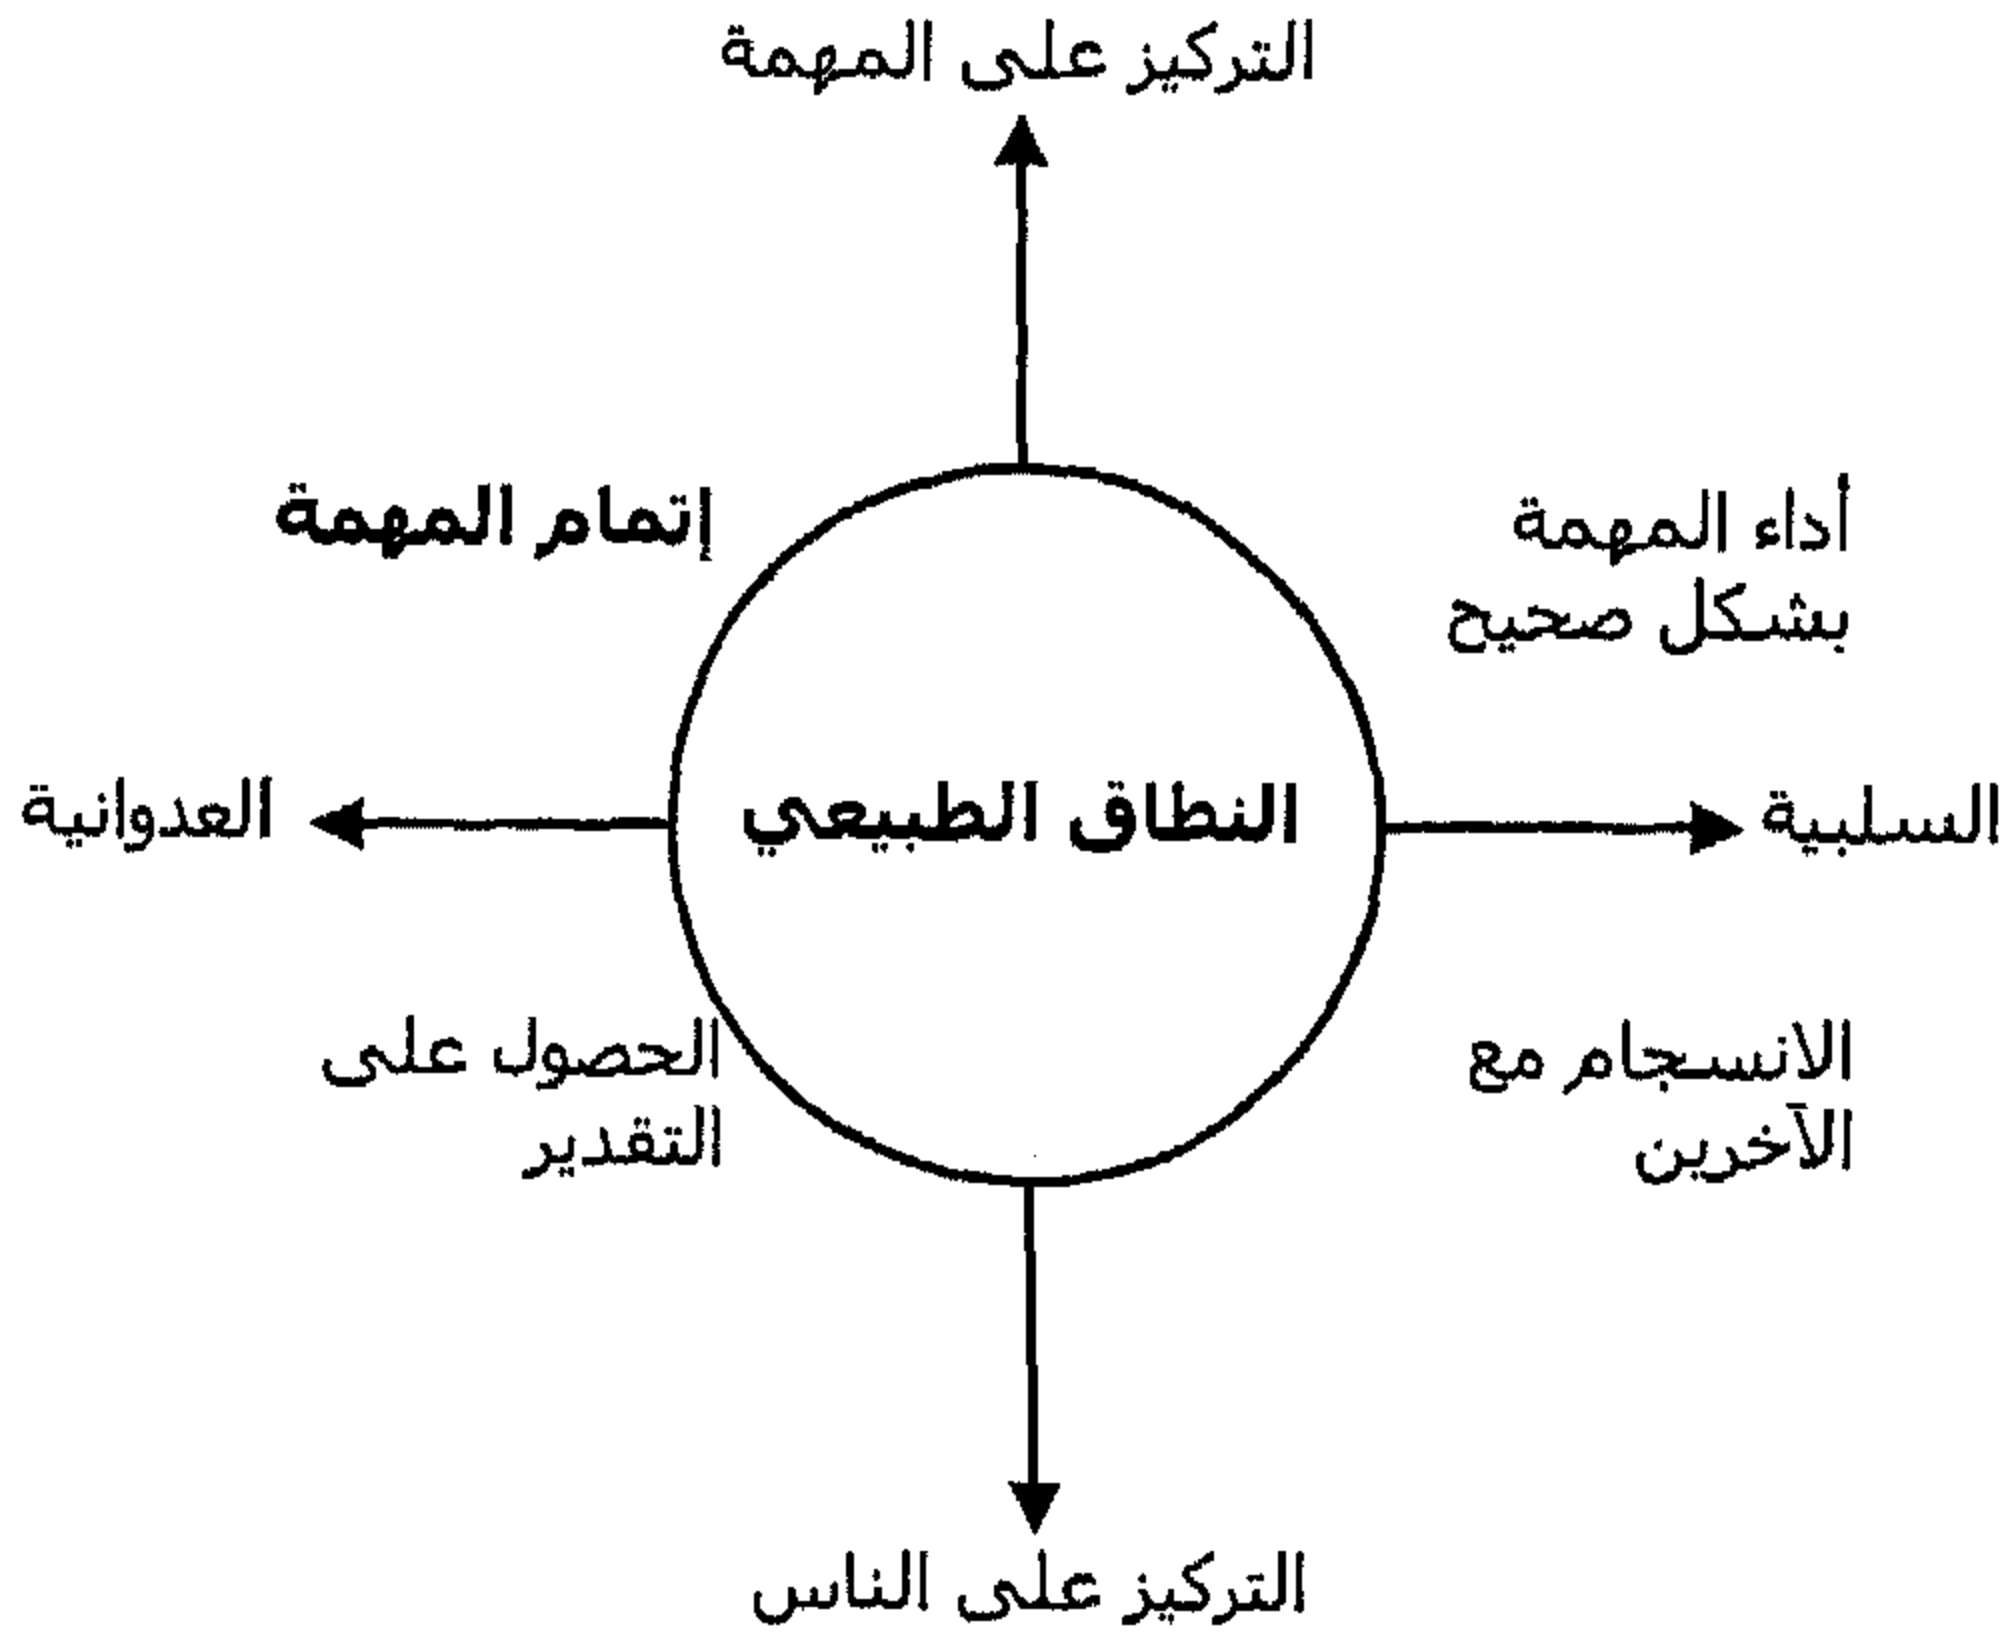 التركيز على المهمة
أداء المهمة
بشكل صحيح
إتمام المهمة
السلبية
النطاق الطبيعي
العدوانية
الانسجام مع
الآخرين
الحصول على
التقدير
التركيز على الناس